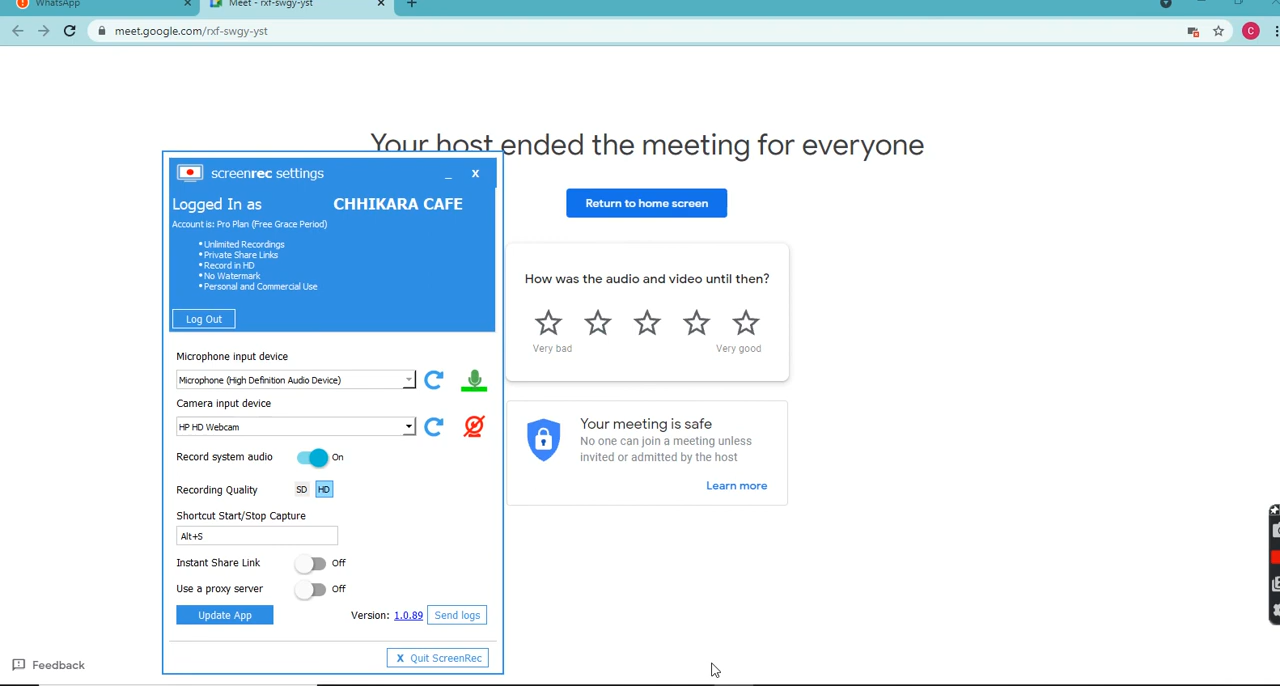 WhatsApp
Meet - rxf-swgy-yst
meet.google.com/rxf-swgy-yst
C
Your host ended the meeting for everyone
Return to home screen
How was the audio and video until then?
Very bad
Very good
Your meeting is safe
No one can join a meeting unless
invited or admitted by the host
Learn more
screenrec settings
_ X
Logged In as CHHIKARA CAFE
Account is: Pro Plan (Free Grace Period)
• Unlimited Recordings
• Private Share Links
• Record in HD
• No Watermark
• Personal and Commercial Use
Log Out
Microphone input device
Microphone (High Definition Audio Device)
Camera input device
HP HD Webcam
Record system audio On
Recording Quality SD HD
Shortcut Start/Stop Capture
Alt+S
Instant Share Link Off
Use a proxy server Off
Update App Version: 1.0.89 Send logs
X Quit ScreenRec
Feedback